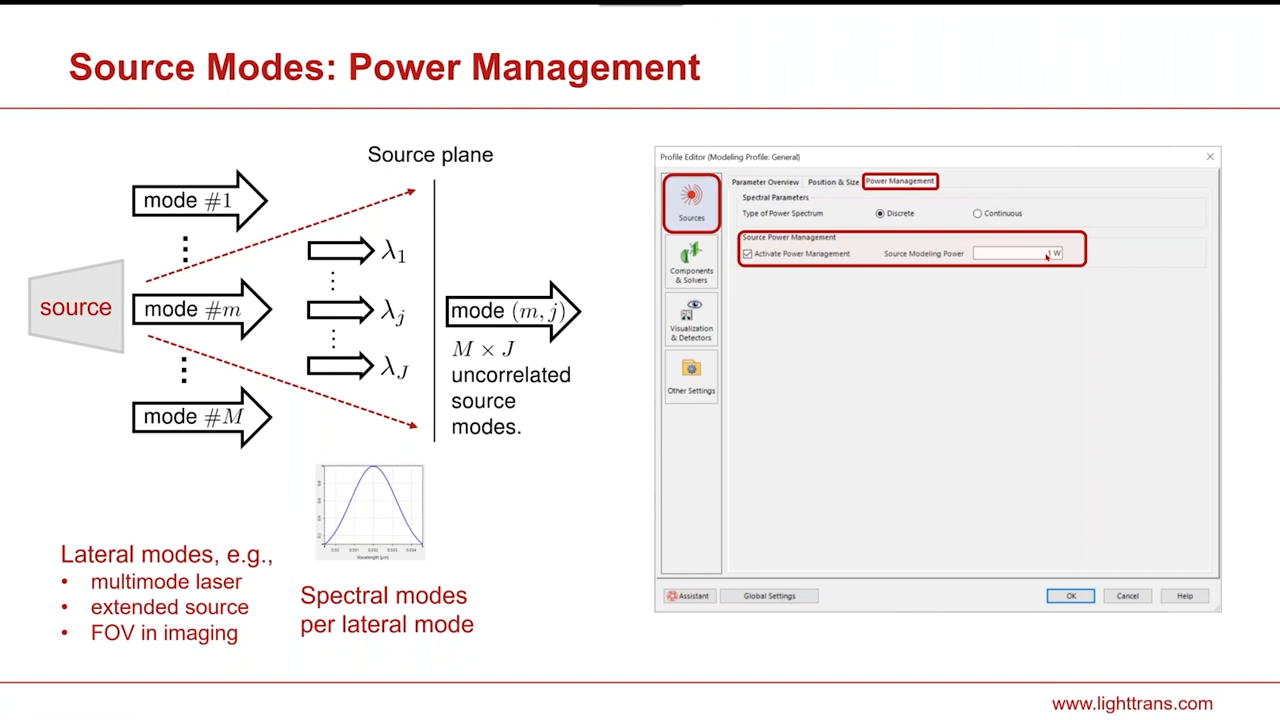 Source Modes: Power Management
Source plane
mode #1
source
mode #m
mode #M
λ1
λj
λJ
mode (m, j)
M × J
uncorrelated
source
modes.
Lateral modes, e.g.,
• multimode laser
• extended source
• FOV in imaging
Wavelength [µm]
Spectral modes
per lateral mode
Profile Editor (Modeling Profile: General)
Sources
Components
& Solvers
Visualization
& Detectors
Other Settings
Parameter Overview Position & Size Power Management
Spectral Parameters
Type of Power Spectrum Discrete Continuous
Source Power Management
Activate Power Management Source Modeling Power 1 W
Assistant Global Settings OK Cancel Help
www.lighttrans.com